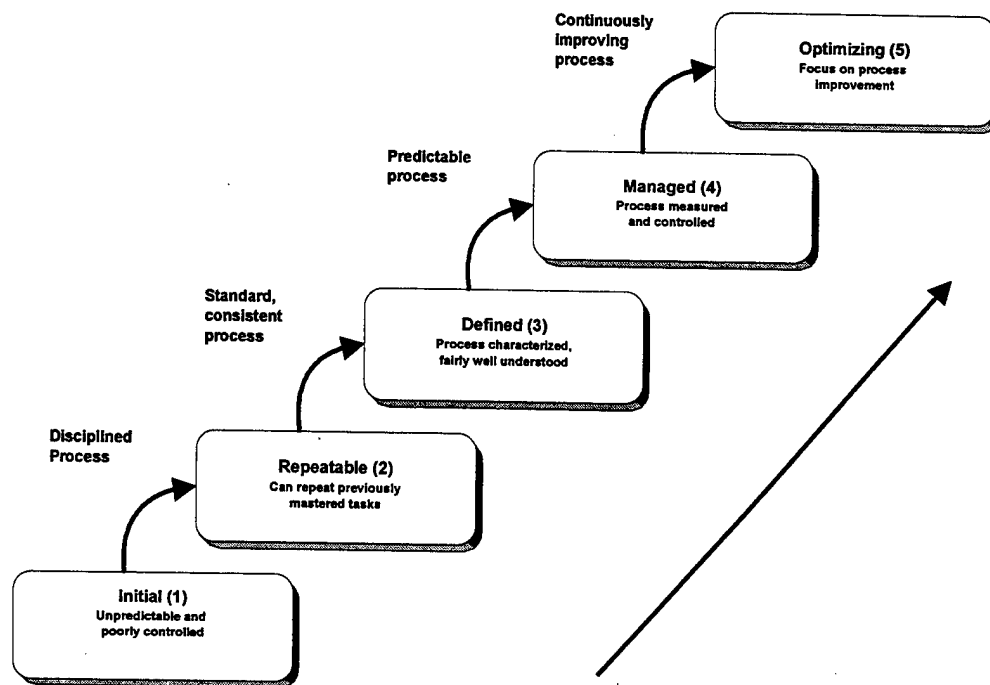 Continuously
improving
process
Optimizing (5)
Focus on process
improvement
Predictable
process
Managed (4)
Process measured
and controlled
Standard,
consistent
process
Defined (3)
Process characterized,
fairly well understood
Disciplined
Process
Repeatable (2)
Can repeat previously
mastered tasks
Initial (1)
Unpredictable and
poorly controlled